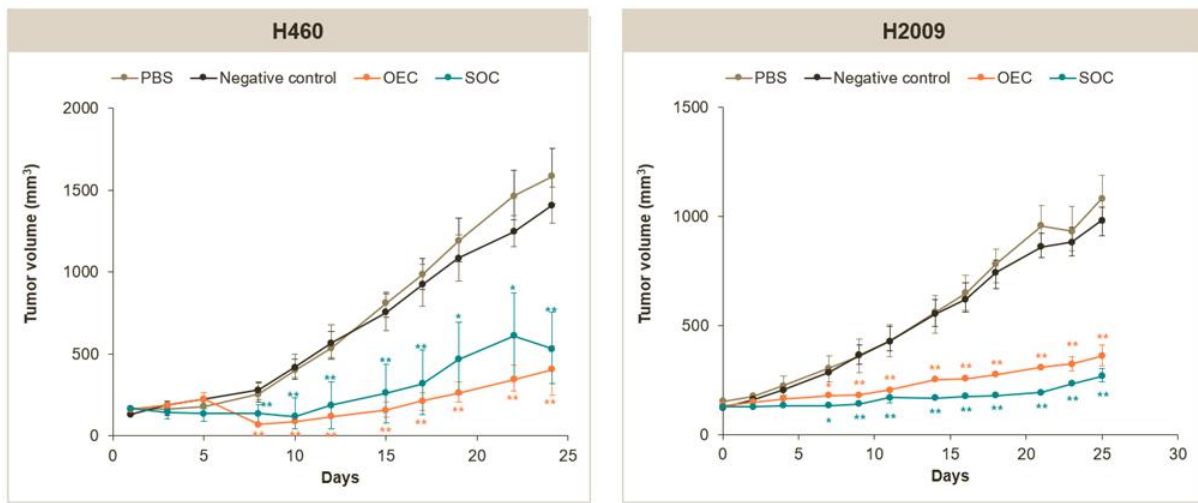 H460
PBS Negative control OEC SOC
Tumor volume (mm³)
2000
1500
1000
500
0
** ** ** ** ** * * **
** ** ** ** ** ** ** **
0 5 10 15 20 25
Days
H2009
PBS Negative control OEC SOC
Tumor volume (mm³)
1500
1000
500
0
* ** ** ** ** ** ** ** **
* ** ** ** ** ** ** ** **
0 5 10 15 20 25 30
Days